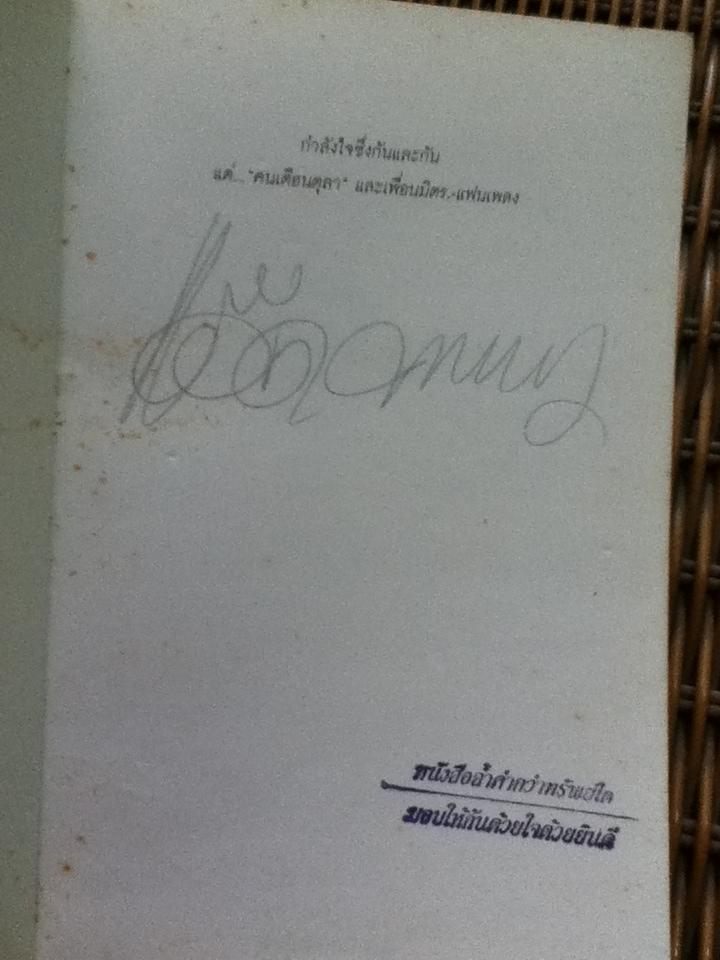 กำลังใจซึ่งกันและกัน
แด่... "คนเดือนตุลา" และเพื่อนมิตร.-แฟนเพลง
หนังสือล้ำค่ากว่าทรัพย์ใด
มอบให้กันด้วยใจด้วยยินดี